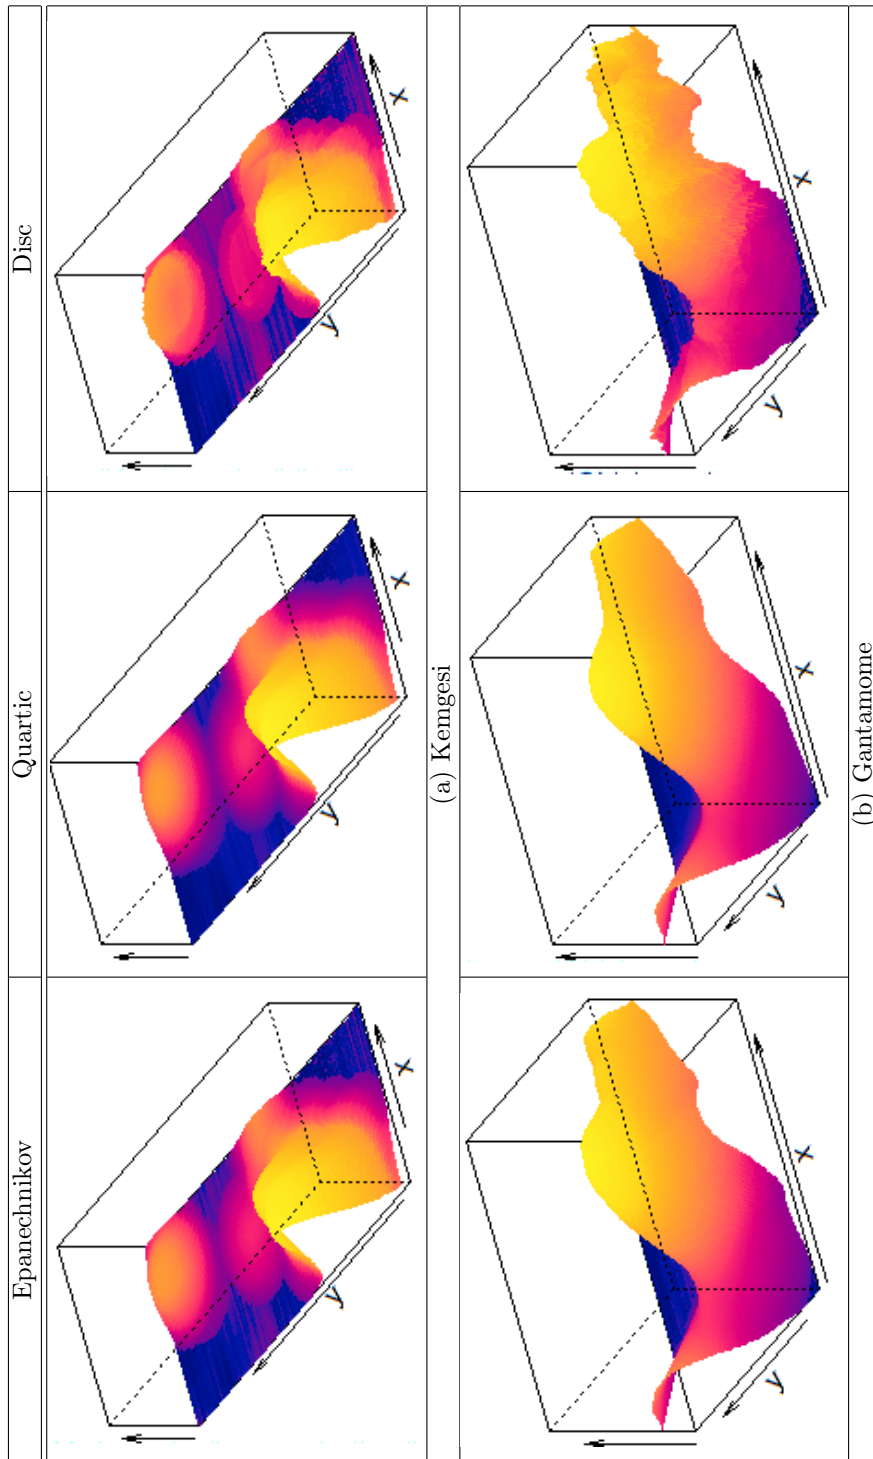 Epanechnikov
Quartic
Disc
x
y
x
y
x
y
(a) Kemgesi
x
y
x
y
x
y
(b) Gantamome